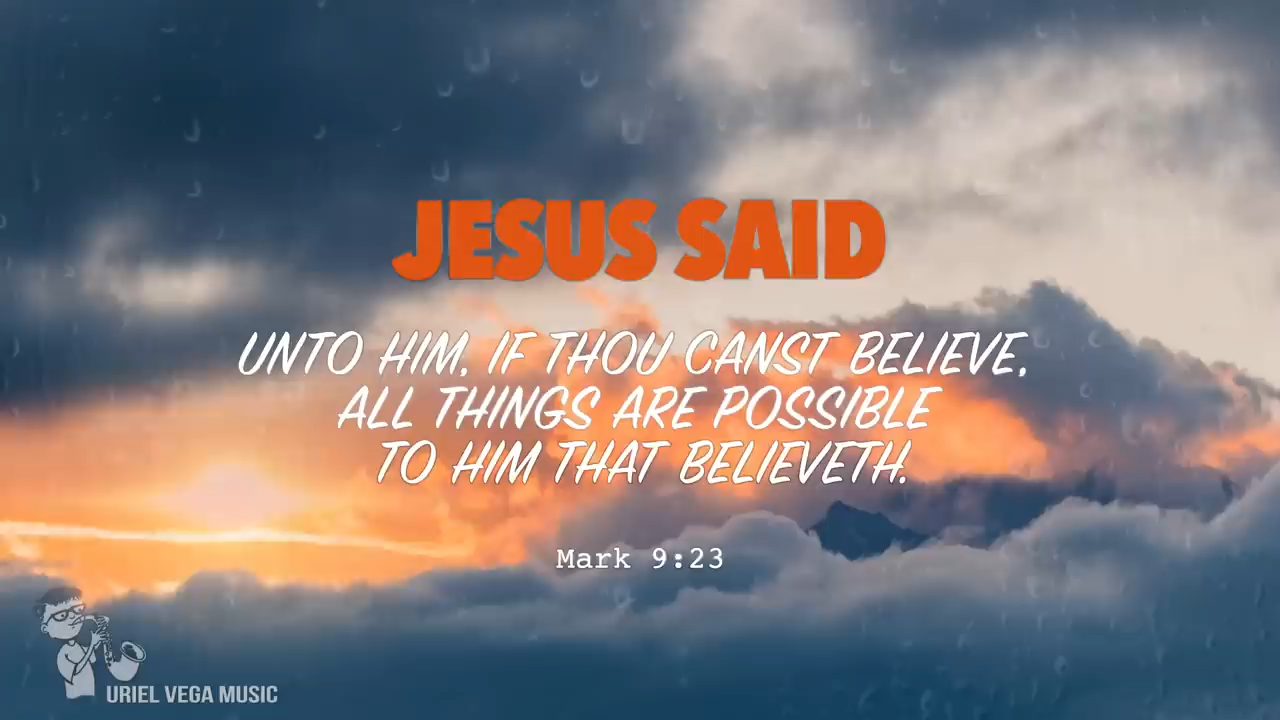 JESUS SAID
UNTO HIM, IF THOU CANST BELIEVE,
ALL THINGS ARE POSSIBLE
TO HIM THAT BELIEVETH.
Mark 9:23
URIEL VEGA MUSIC